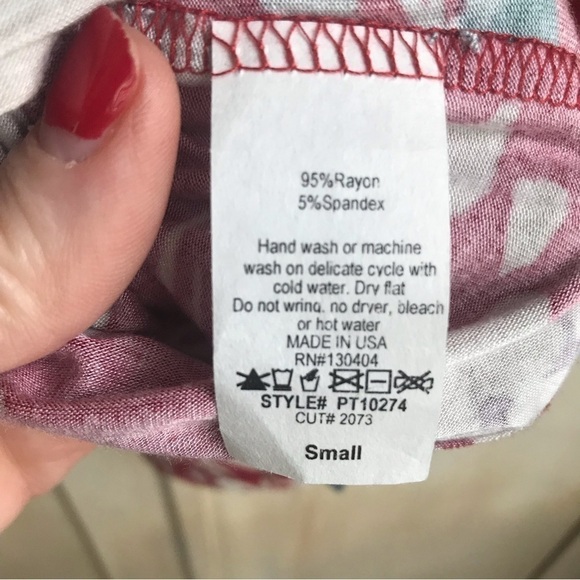 95%Rayon
5%Spandex
Hand wash or machine
wash on delicate cycle with
cold water. Dry flat
Do not wring, no dryer, bleach
or hot water
MADE IN USA
RN#130404
STYLE# PT10274
CUT# 2073
Small